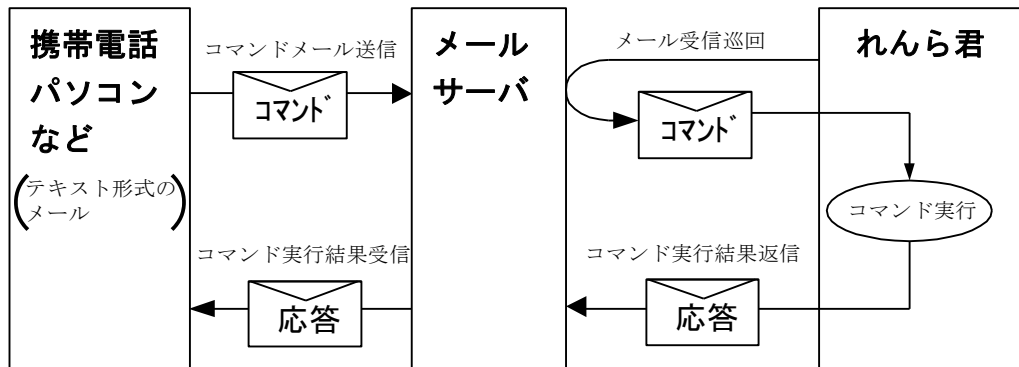 携帯電話
パソコン
など
(テキスト形式の
メール)
コマンドメール送信
コマンド
メール
サーバ
メール受信巡回
コマンド
れんら君
コマンド実行
コマンド実行結果受信
応答
コマンド実行結果返信
応答